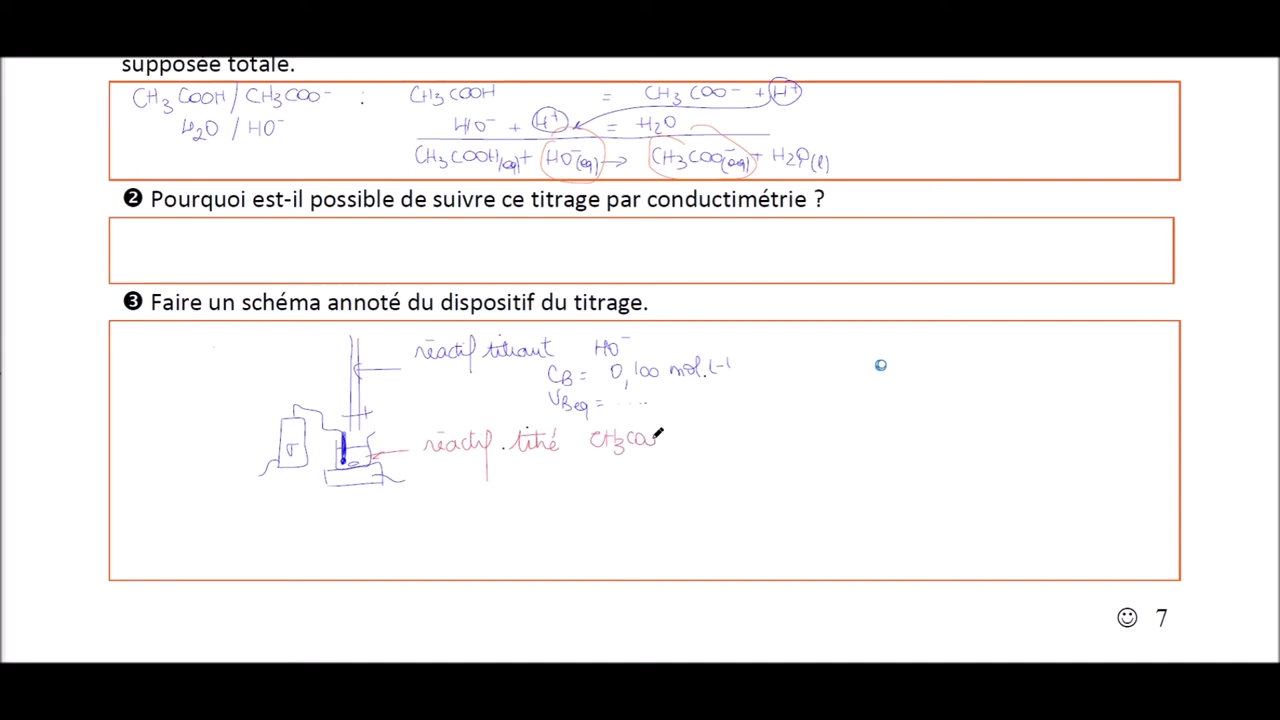 supposée totale.
CH3COOH / CH3COO- : CH3COOH = CH3COO- + H+
H2O / HO- HO- + H+ = H2O
CH3COOH(aq) + HO-(aq) → CH3COO-(aq) + H2O(l)
❷ Pourquoi est-il possible de suivre ce titrage par conductimétrie ?
❸ Faire un schéma annoté du dispositif du titrage.
réactif titrant HO-
CB = 0,100 mol.L-1
VBeq = .....
σ
réactif titré CH3CO
☺ 7